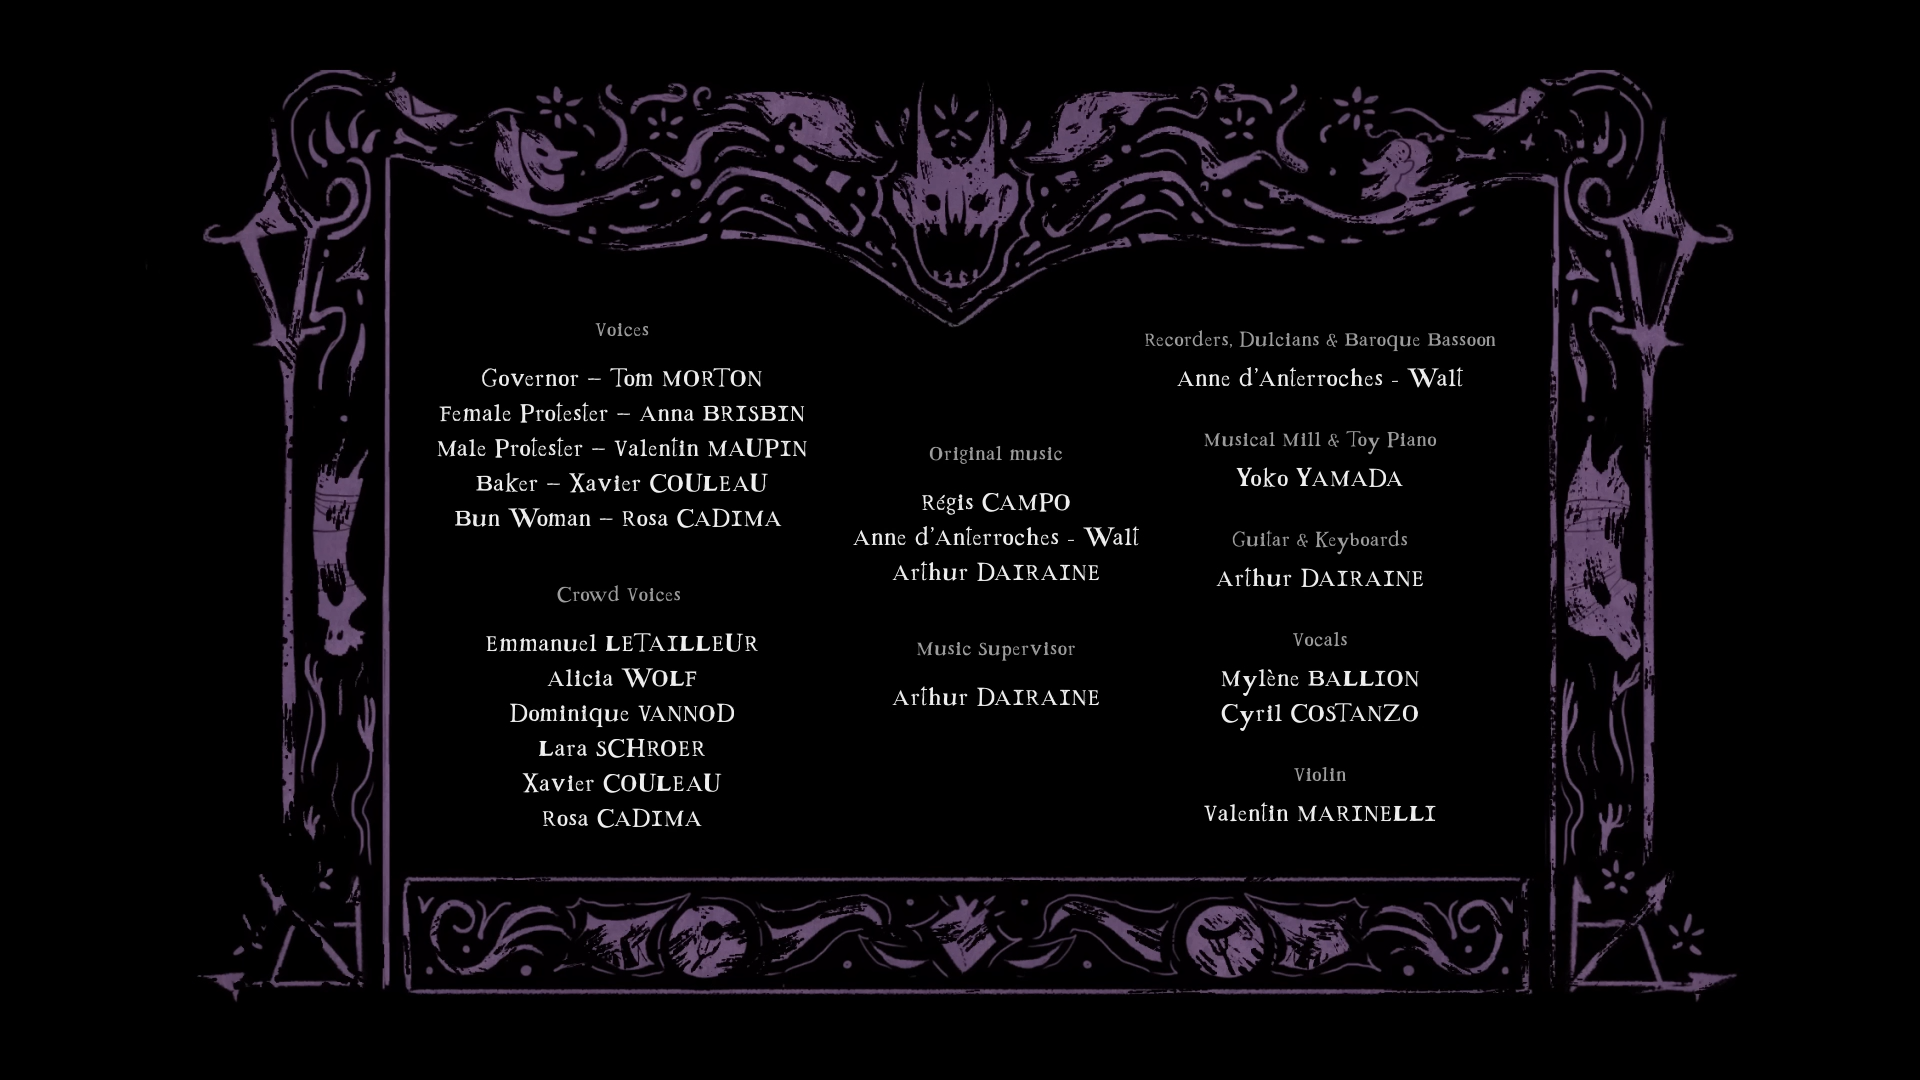 Voices
Governor – Tom MORTON
Female Protester – Anna BRISBIN
Male Protester – Valentin MAUPIN
Baker – Xavier COULEAU
Bun Woman – Rosa CADIMA
Crowd Voices
Emmanuel LETAILLEUR
Alicia WOLF
Dominique VANNOD
Lara SCHROER
Xavier COULEAU
Rosa CADIMA
Original music
Régis CAMPO
Anne d'Anterroches - Walt
Arthur DAIRAINE
Music Supervisor
Arthur DAIRAINE
Recorders, Dulcians & Baroque Bassoon
Anne d'Anterroches - Walt
Musical Mill & Toy Piano
Yoko YAMADA
Guitar & Keyboards
Arthur DAIRAINE
Vocals
Mylène BALLION
Cyril COSTANZO
Violin
Valentin MARINELLI